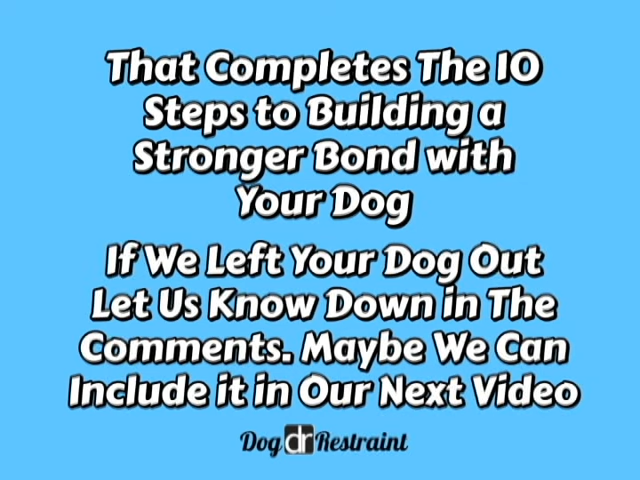 That Completes The 10
Steps to Building a
Stronger Bond with
Your Dog
If We Left Your Dog Out
Let Us Know Down in The
Comments. Maybe We Can
Include it in Our Next Video
Dog dr Restraint